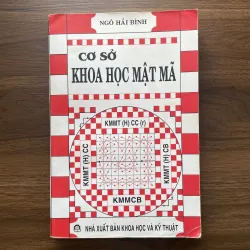 NGÔ HẢI BÌNH
CƠ SỞ
KHOA HỌC MẬT MÃ
KMMT (H) CC (r)
KMMT (H) CC
KMMT (H) CB
KMMCB
NHÀ XUẤT BẢN KHOA HỌC VÀ KỸ THUẬT